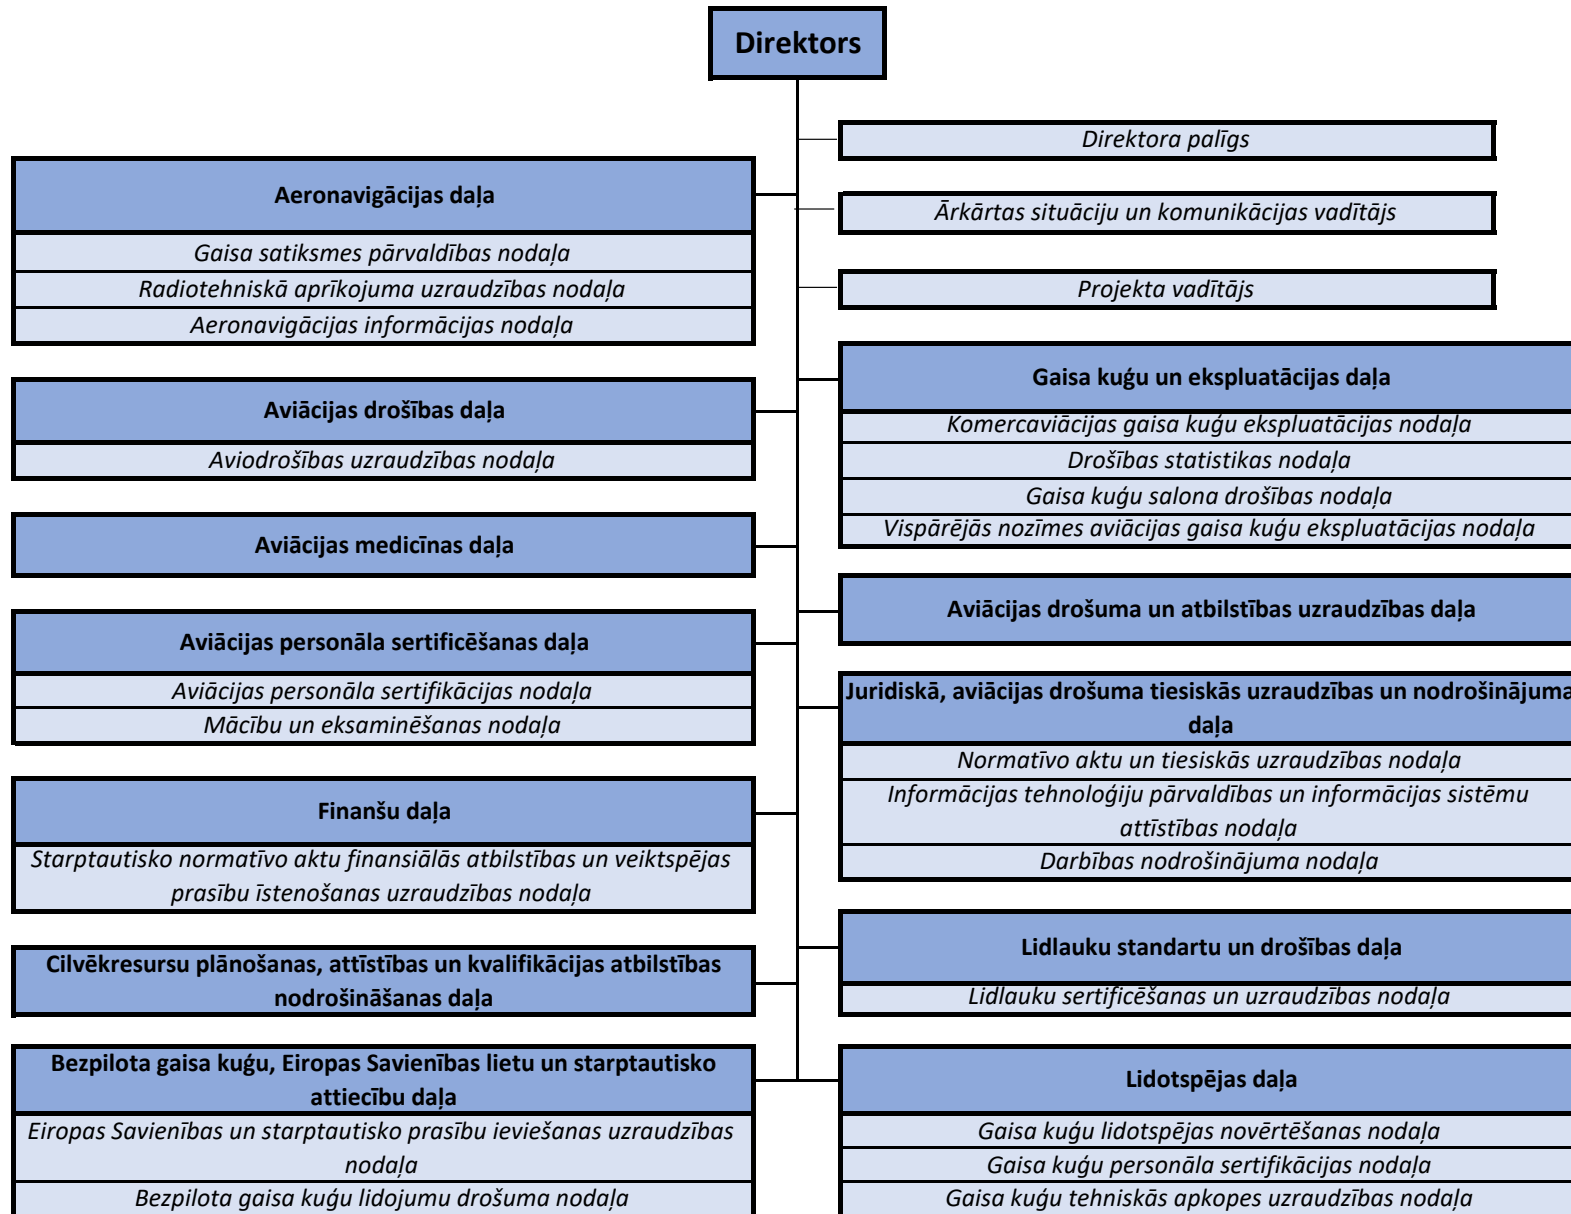 Direktors
Direktora palīgs
Ārkārtas situāciju un komunikācijas vadītājs
Projekta vadītājs
Aeronavigācijas daļa
Gaisa satiksmes pārvaldības nodaļa
Radiotehniskā aprīkojuma uzraudzības nodaļa
Aeronavigācijas informācijas nodaļa
Aviācijas drošības daļa
Aviodrošības uzraudzības nodaļa
Aviācijas medicīnas daļa
Aviācijas personāla sertificēšanas daļa
Aviācijas personāla sertifikācijas nodaļa
Mācību un eksaminēšanas nodaļa
Finanšu daļa
Starptautisko normatīvo aktu finansiālās atbilstības un veiktspējas
prasību īstenošanas uzraudzības nodaļa
Cilvēkresursu plānošanas, attīstības un kvalifikācijas atbilstības
nodrošināšanas daļa
Bezpilota gaisa kuģu, Eiropas Savienības lietu un starptautisko
attiecību daļa
Eiropas Savienības un starptautisko prasību ieviešanas uzraudzības
nodaļa
Bezpilota gaisa kuģu lidojumu drošuma nodaļa
Gaisa kuģu un ekspluatācijas daļa
Komercaviācijas gaisa kuģu ekspluatācijas nodaļa
Drošības statistikas nodaļa
Gaisa kuģu salona drošības nodaļa
Vispārējās nozīmes aviācijas gaisa kuģu ekspluatācijas nodaļa
Aviācijas drošuma un atbilstības uzraudzības daļa
Juridiskā, aviācijas drošuma tiesiskās uzraudzības un nodrošinājuma
daļa
Normatīvo aktu un tiesiskās uzraudzības nodaļa
Informācijas tehnoloģiju pārvaldības un informācijas sistēmu
attīstības nodaļa
Darbības nodrošinājuma nodaļa
Lidlauku standartu un drošības daļa
Lidlauku sertificēšanas un uzraudzības nodaļa
Lidotspējas daļa
Gaisa kuģu lidotspējas novērtēšanas nodaļa
Gaisa kuģu personāla sertifikācijas nodaļa
Gaisa kuģu tehniskās apkopes uzraudzības nodaļa